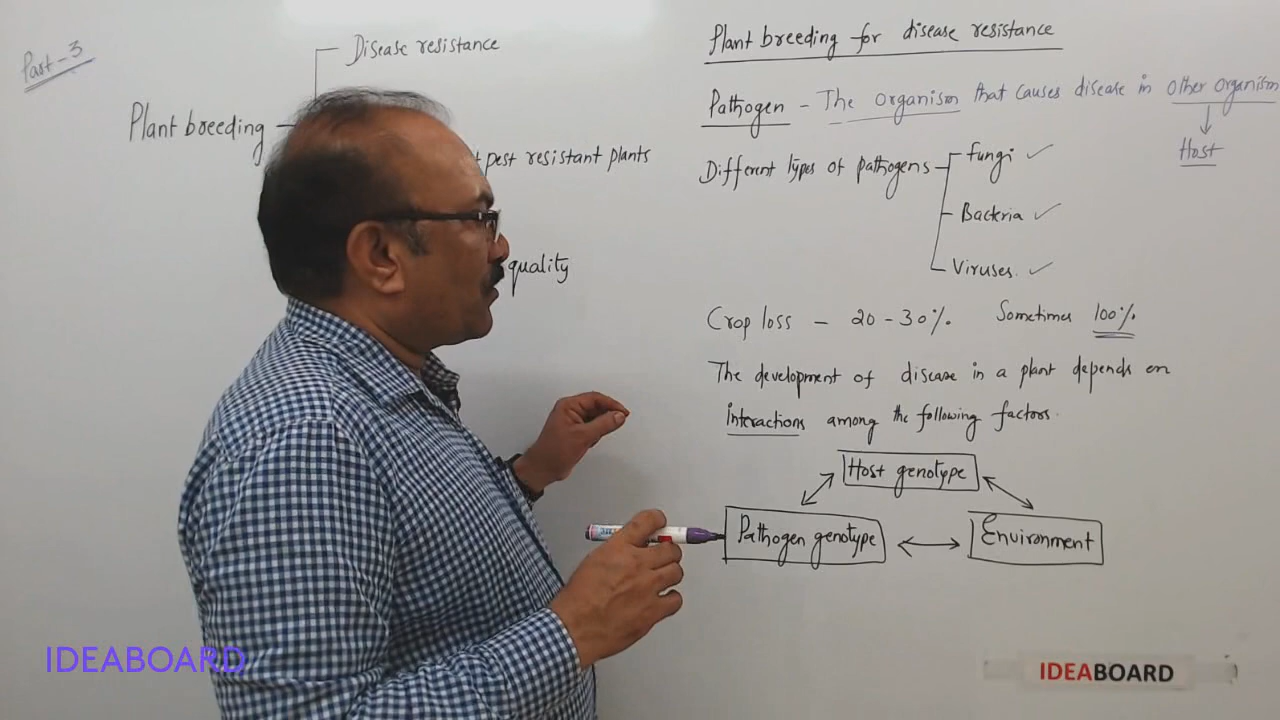 Part-3
Disease resistance
Plant breeding
pest resistant plants
quality
Plant breeding for disease resistance
Pathogen - The organism that causes disease in other organism
Host
Different types of pathogens
Fungi ✓
Bacteria ✓
Viruses. ✓
Crop loss - 20-30%. Sometimes 100%
The development of disease in a plant depends on
interactions among the following factors.
Host genotype
Pathogen genotype
Environment
IDEABOARD
IDEABOARD